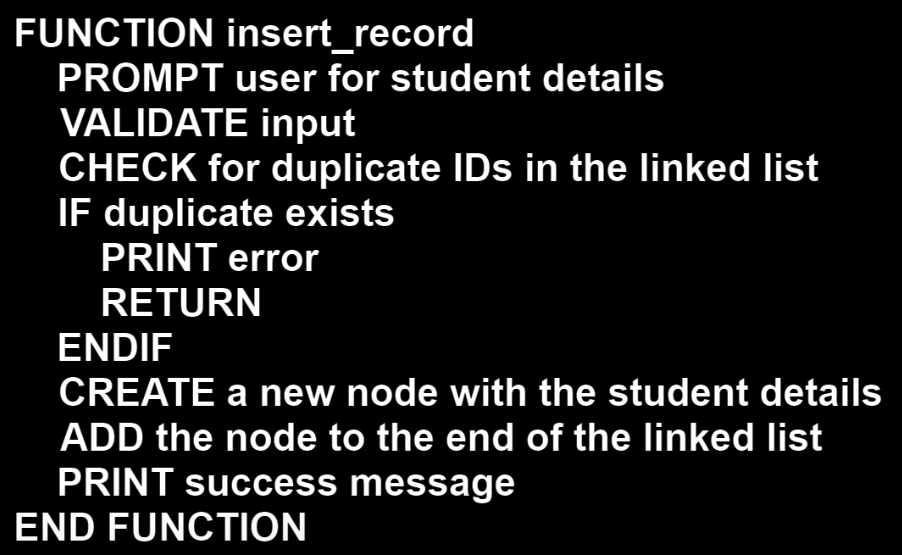 FUNCTION insert_record
PROMPT user for student details
VALIDATE input
CHECK for duplicate IDs in the linked list
IF duplicate exists
PRINT error
RETURN
ENDIF
CREATE a new node with the student details
ADD the node to the end of the linked list
PRINT success message
END FUNCTION